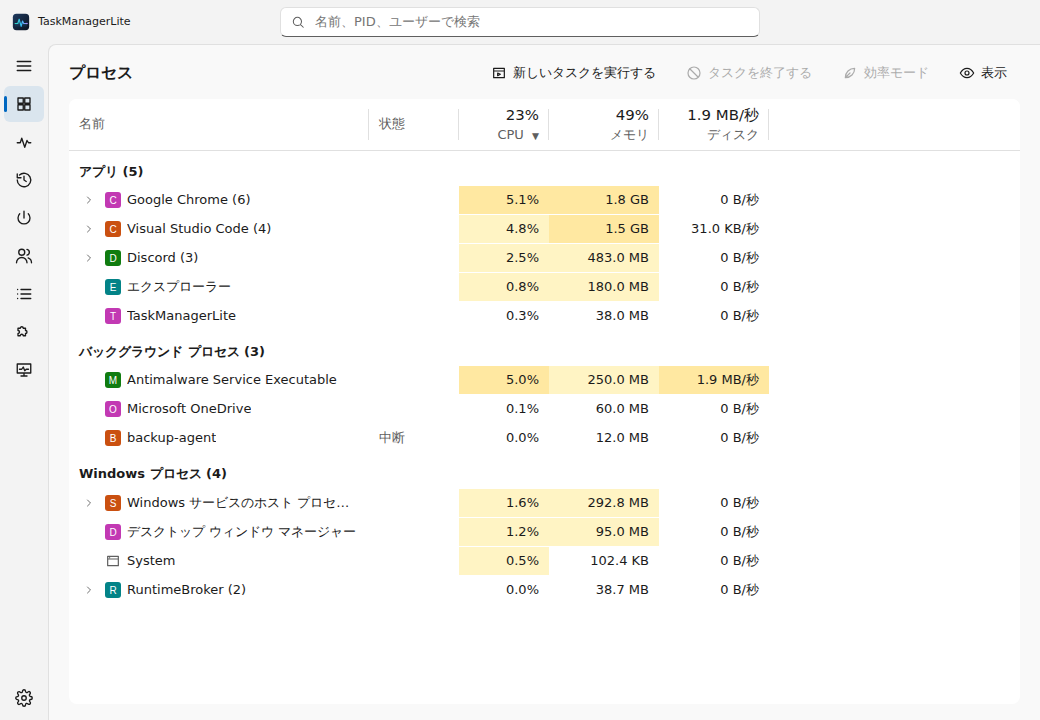 TaskManagerLite
名前、PID、ユーザーで検索
プロセス
新しいタスクを実行する
タスクを終了する
効率モード
表示
名前 状態 23% CPU ▼ 49% メモリ 1.9 MB/秒 ディスク
アプリ (5)
C Google Chrome (6) 5.1% 1.8 GB 0 B/秒
C Visual Studio Code (4) 4.8% 1.5 GB 31.0 KB/秒
D Discord (3) 2.5% 483.0 MB 0 B/秒
E エクスプローラー 0.8% 180.0 MB 0 B/秒
T TaskManagerLite 0.3% 38.0 MB 0 B/秒
バックグラウンド プロセス (3)
M Antimalware Service Executable 5.0% 250.0 MB 1.9 MB/秒
O Microsoft OneDrive 0.1% 60.0 MB 0 B/秒
B backup-agent 中断 0.0% 12.0 MB 0 B/秒
Windows プロセス (4)
S Windows サービスのホスト プロセ... 1.6% 292.8 MB 0 B/秒
D デスクトップ ウィンドウ マネージャー 1.2% 95.0 MB 0 B/秒
System 0.5% 102.4 KB 0 B/秒
R RuntimeBroker (2) 0.0% 38.7 MB 0 B/秒